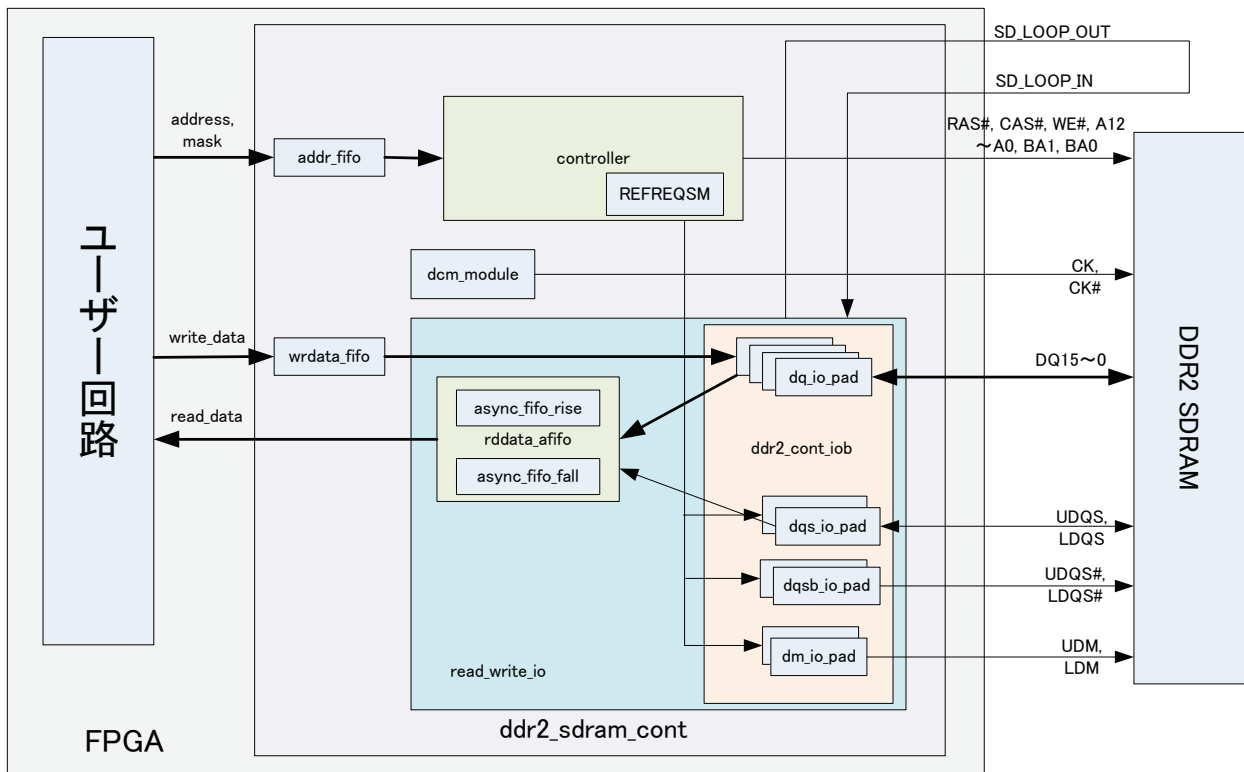 SD_LOOP_OUT
SD_LOOP_IN
address,
mask
addr_fifo
controller
REFREQSM
RAS#, CAS#, WE#, A12
～A0, BA1, BA0
dcm_module
CK,
CK#
ユーザー回路
write_data
wrdata_fifo
dq_io_pad
DQ15～0
DDR2 SDRAM
read_data
async_fifo_rise
rddata_afifo
async_fifo_fall
ddr2_cont_iob
dqs_io_pad
UDQS,
LDQS
dqsb_io_pad
UDQS#,
LDQS#
dm_io_pad
UDM,
LDM
read_write_io
ddr2_sdram_cont
FPGA